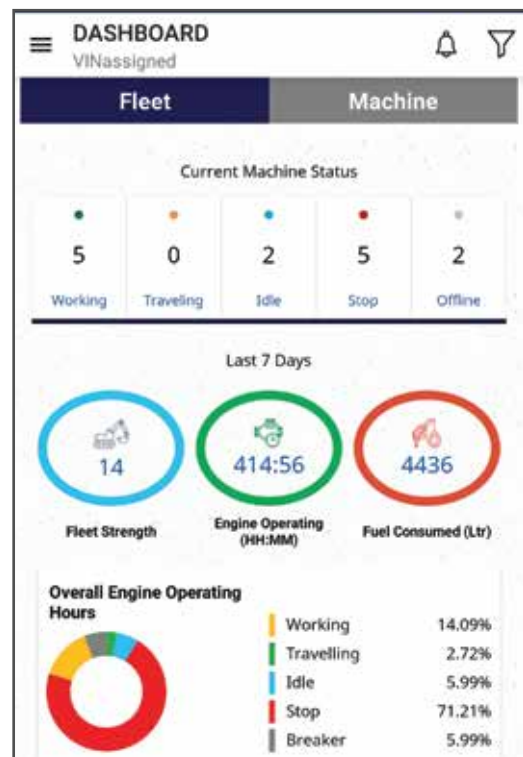 DASHBOARD
VINassigned
Fleet
Machine
Current Machine Status
5
0
2
5
2
Working
Traveling
Idle
Stop
Offline
Last 7 Days
14
414:56
4436
Fleet Strength
Engine Operating
(HH:MM)
Fuel Consumed (Ltr)
Overall Engine Operating
Hours
Working 14.09%
Travelling 2.72%
Idle 5.99%
Stop 71.21%
Breaker 5.99%